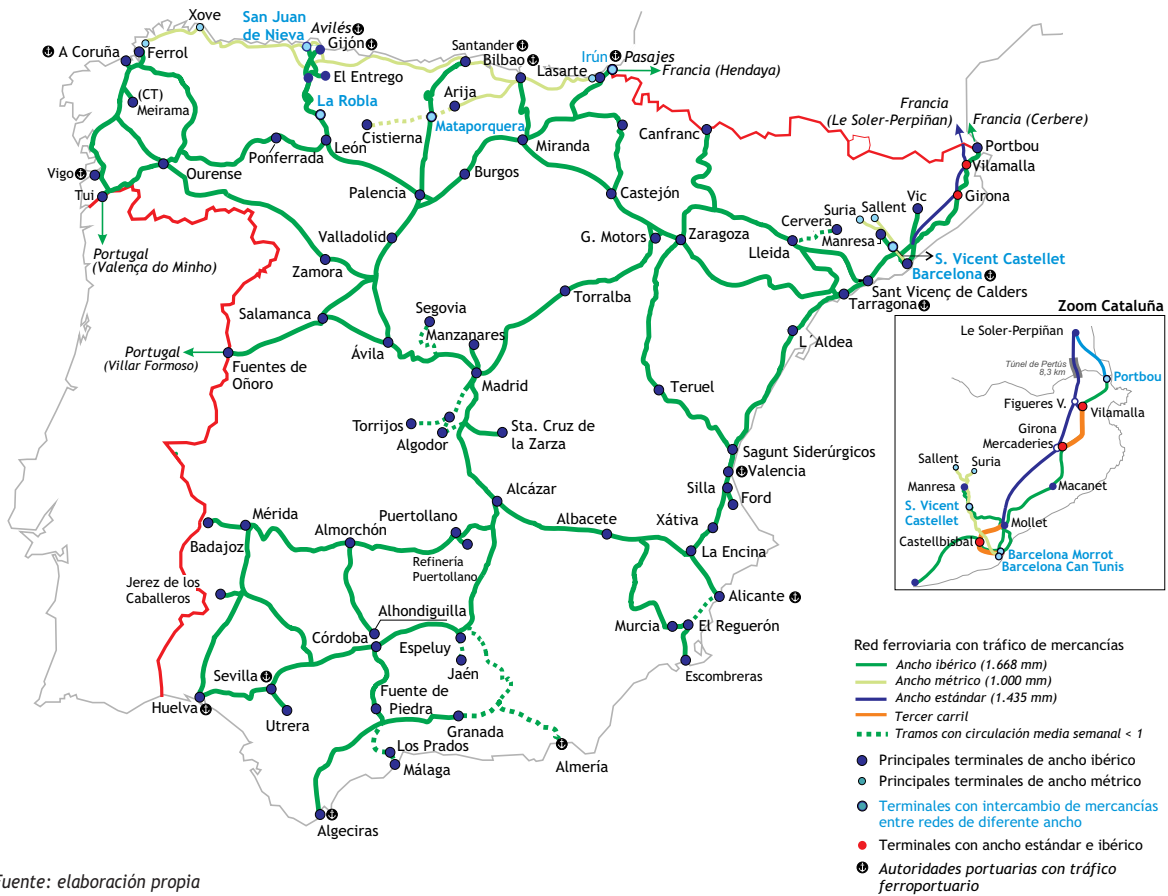 Xove
San Juan
de Nieva
Avilés
Gijón
A Coruña
Ferrol
El Entrego
(CT)
Meirama
La Robla
Santander
Bilbao
Lasarte
Irún
Pasajes
Francia (Hendaya)
Arija
Cistierna
Mataporquera
Canfranc
Francia
(Le Soler-Perpiñan)
Francia (Cerbere)
Portbou
Vilamalla
Girona
Ponferrada
León
Miranda
Ourense
Burgos
Palencia
Castejón
Vigo
Tui
Portugal
(Valença do Minho)
Valladolid
G. Motors
Zaragoza
Cervera
Suria
Sallent
Vic
Lleida
Manresa
S. Vicent Castellet
Barcelona
Zamora
Sant Vicenç de Calders
Tarragona
Torralba
Segovia
Manzanares
Salamanca
Ávila
L´Aldea
Portugal
(Villar Formoso)
Fuentes de
Oñoro
Madrid
Teruel
Torrijos
Algodor
Sta. Cruz de
la Zarza
Sagunt Siderúrgicos
Valencia
Silla
Ford
Alcázar
Xátiva
Mérida
Almorchón
Puertollano
Albacete
Badajoz
Refinería
Puertollano
La Encina
Jerez de los
Caballeros
Alhondiguilla
Alicante
Córdoba
Espeluy
Murcia
El Reguerón
Jaén
Escombreras
Sevilla
Huelva
Utrera
Fuente de
Piedra
Granada
Los Prados
Málaga
Almería
Algeciras
Zoom Cataluña
Le Soler-Perpiñan
Túnel de Pertús
8,3 km
Portbou
Figueres V.
Vilamalla
Girona
Mercaderies
Sallent
Suria
Manresa
Macanet
S. Vicent
Castellet
Mollet
Castellbisbal
Barcelona Morrot
Barcelona Can Tunis
Red ferroviaria con tráfico de mercancías
Ancho ibérico (1.668 mm)
Ancho métrico (1.000 mm)
Ancho estándar (1.435 mm)
Tercer carril
Tramos con circulación media semanal < 1
Principales terminales de ancho ibérico
Principales terminales de ancho métrico
Terminales con intercambio de mercancías
entre redes de diferente ancho
Terminales con ancho estándar e ibérico
Autoridades portuarias con tráfico
ferroportuario
Fuente: elaboración propia